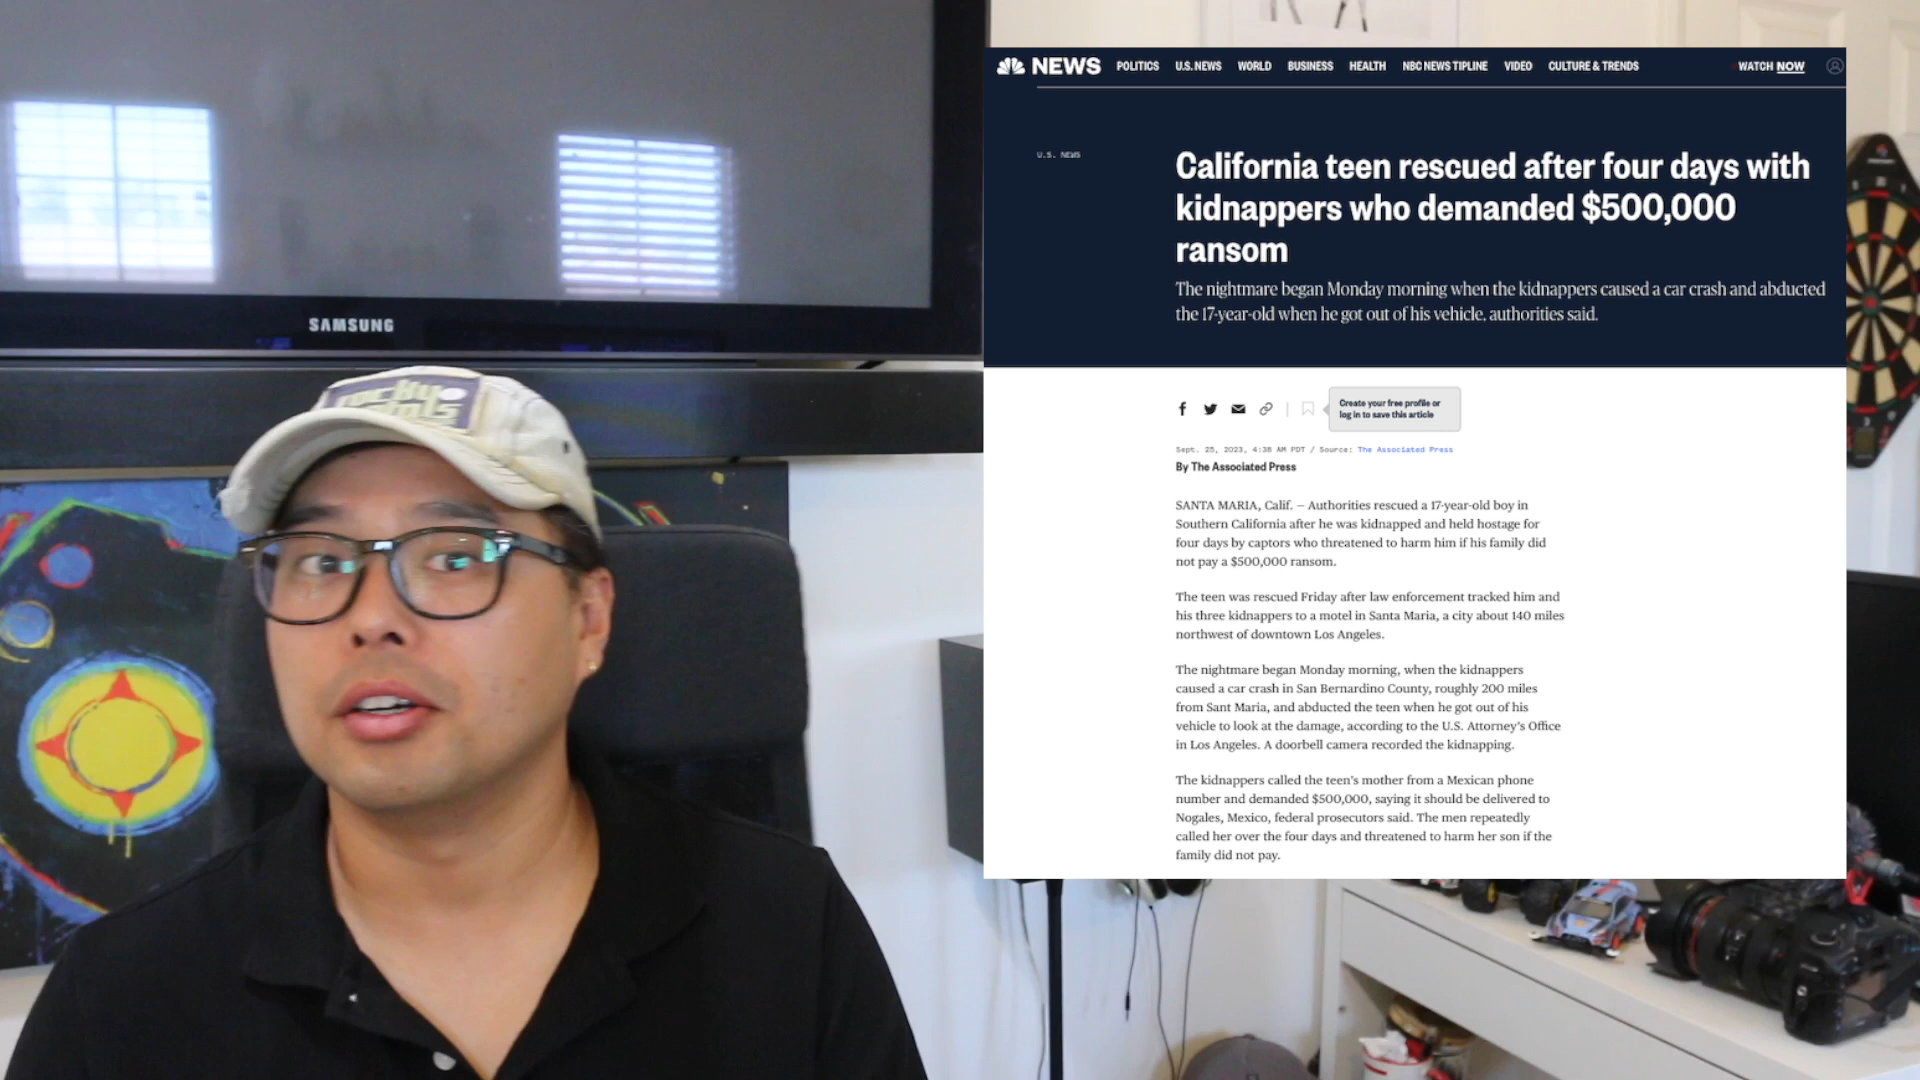 SAMSUNG
NEWS POLITICS U.S. NEWS WORLD BUSINESS HEALTH NBC NEWS TIPLINE VIDEO CULTURE & TRENDS WATCH NOW
U.S. NEWS
California teen rescued after four days with
kidnappers who demanded $500,000
ransom
The nightmare began Monday morning when the kidnappers caused a car crash and abducted
the 17-year-old when he got out of his vehicle, authorities said.
Create your free profile or
log in to save this article
Sept. 25, 2023, 4:38 AM PDT / Source: The Associated Press
By The Associated Press
SANTA MARIA, Calif. — Authorities rescued a 17-year-old boy in
Southern California after he was kidnapped and held hostage for
four days by captors who threatened to harm him if his family did
not pay a $500,000 ransom.
The teen was rescued Friday after law enforcement tracked him and
his three kidnappers to a motel in Santa Maria, a city about 140 miles
northwest of downtown Los Angeles.
The nightmare began Monday morning, when the kidnappers
caused a car crash in San Bernardino County, roughly 200 miles
from Sant Maria, and abducted the teen when he got out of his
vehicle to look at the damage, according to the U.S. Attorney's Office
in Los Angeles. A doorbell camera recorded the kidnapping.
The kidnappers called the teen's mother from a Mexican phone
number and demanded $500,000, saying it should be delivered to
Nogales, Mexico, federal prosecutors said. The men repeatedly
called her over the four days and threatened to harm her son if the
family did not pay.